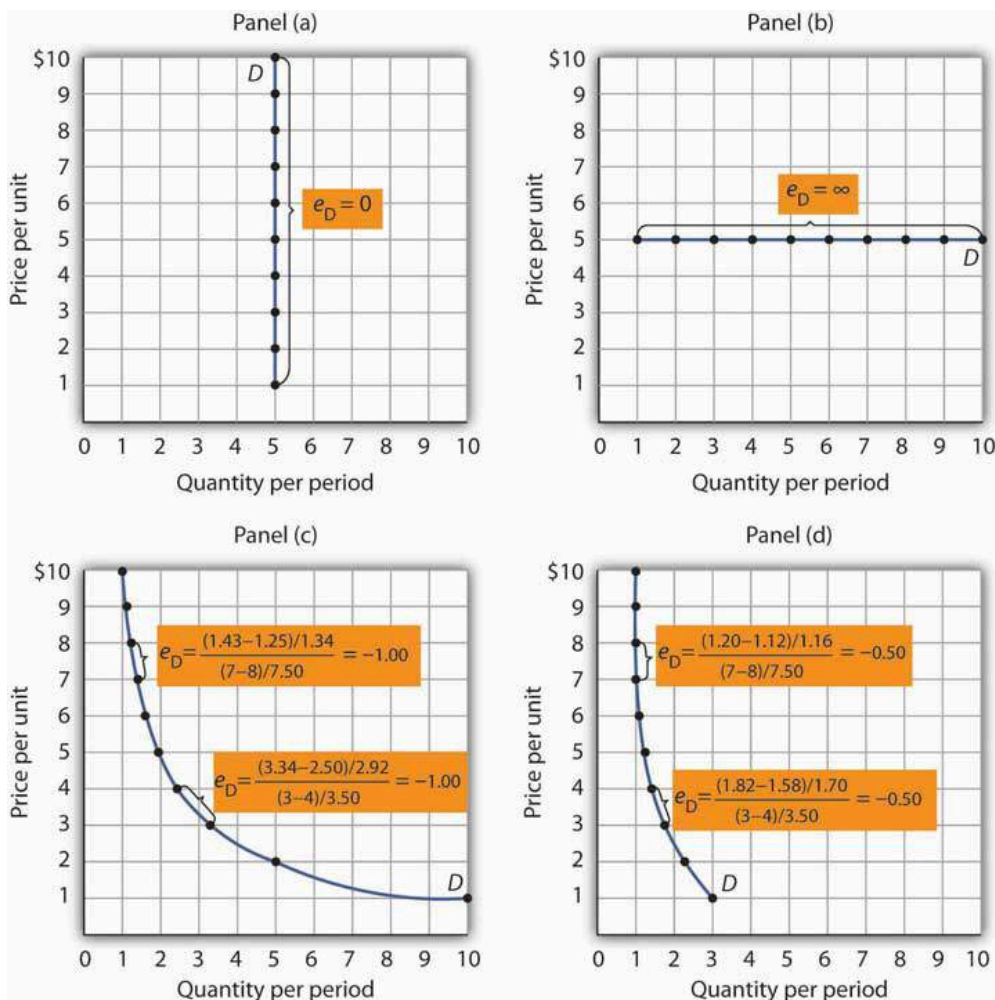 Panel (a)
$10
9
8
7
6
5
4
3
2
1
Price per unit
D
e_D = 0
0 1 2 3 4 5 6 7 8 9 10
Quantity per period
Panel (b)
$10
9
8
7
6
5
4
3
2
1
Price per unit
e_D = ∞
D
0 1 2 3 4 5 6 7 8 9 10
Quantity per period
Panel (c)
$10
9
8
7
6
5
4
3
2
1
Price per unit
e_D = (1.43–1.25)/1.34 / (7–8)/7.50 = –1.00
e_D = (3.34–2.50)/2.92 / (3–4)/3.50 = –1.00
D
0 1 2 3 4 5 6 7 8 9 10
Quantity per period
Panel (d)
$10
9
8
7
6
5
4
3
2
1
Price per unit
e_D = (1.20–1.12)/1.16 / (7–8)/7.50 = –0.50
e_D = (1.82–1.58)/1.70 / (3–4)/3.50 = –0.50
D
0 1 2 3 4 5 6 7 8 9 10
Quantity per period